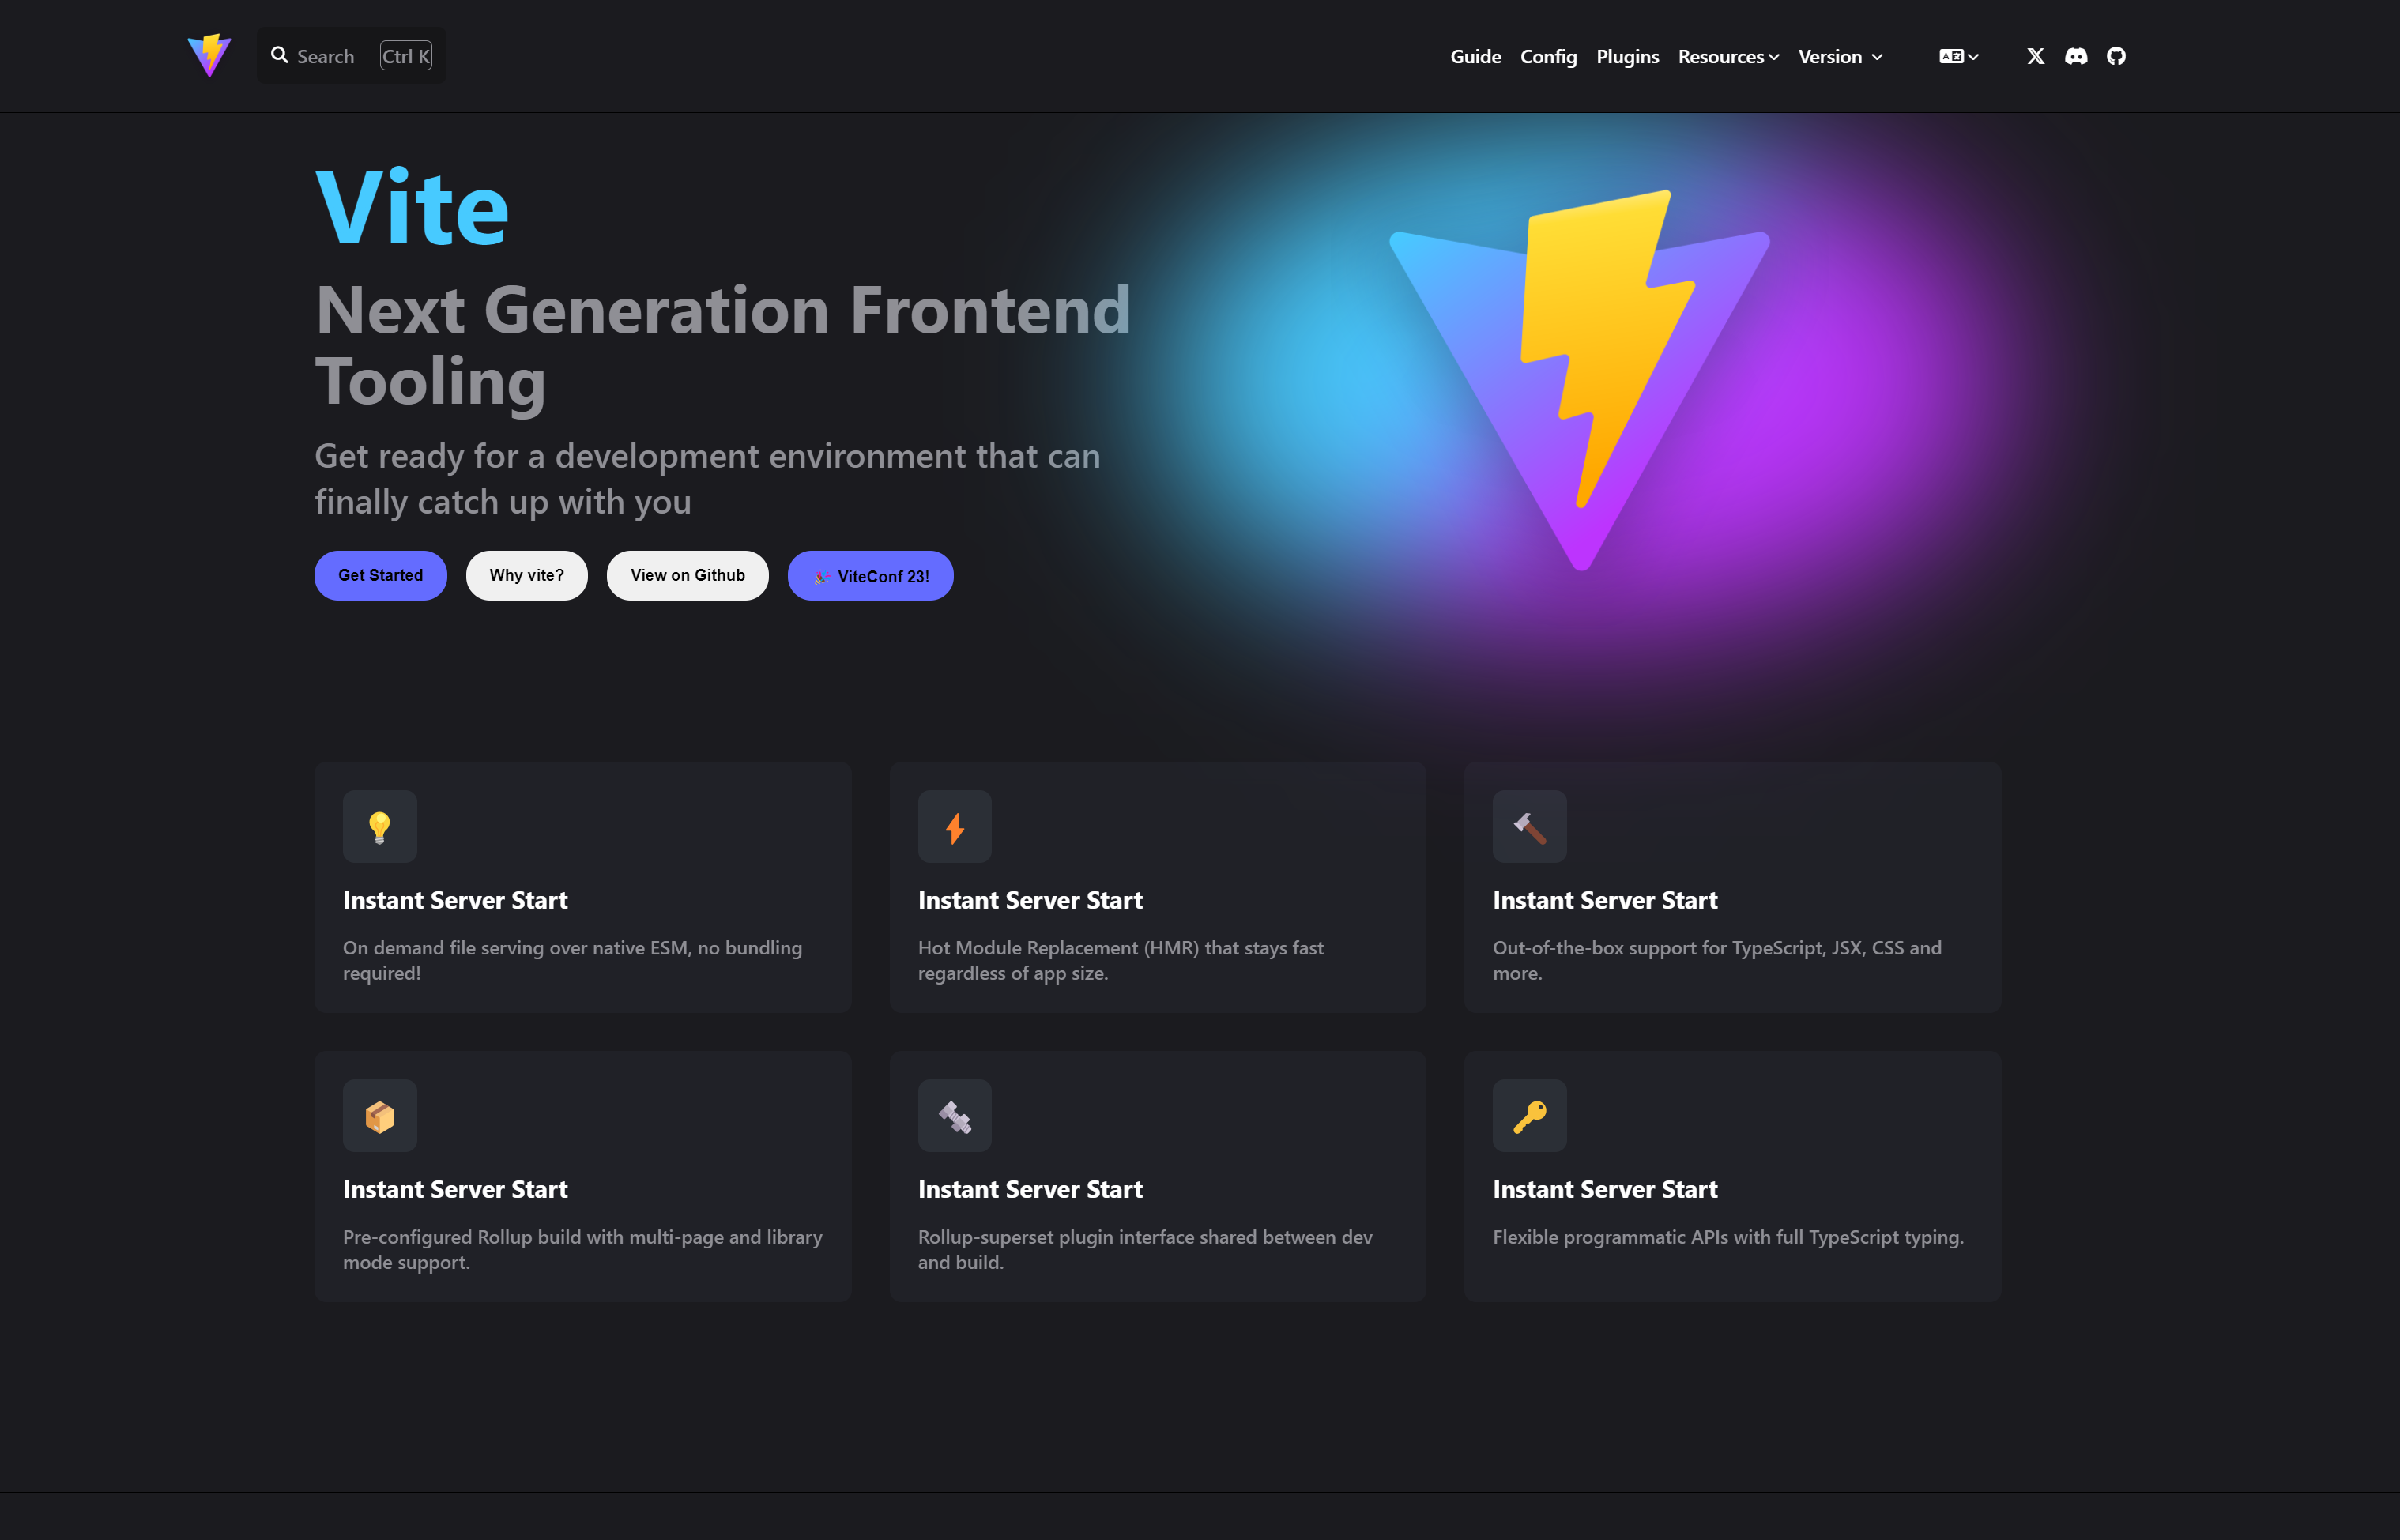 Search Ctrl K
Guide Config Plugins Resources Version
Vite
Next Generation Frontend
Tooling
Get ready for a development environment that can
finally catch up with you
Get Started
Why vite?
View on Github
🎉 ViteConf 23!
Instant Server Start
On demand file serving over native ESM, no bundling
required!
Instant Server Start
Hot Module Replacement (HMR) that stays fast
regardless of app size.
Instant Server Start
Out-of-the-box support for TypeScript, JSX, CSS and
more.
Instant Server Start
Pre-configured Rollup build with multi-page and library
mode support.
Instant Server Start
Rollup-superset plugin interface shared between dev
and build.
Instant Server Start
Flexible programmatic APIs with full TypeScript typing.